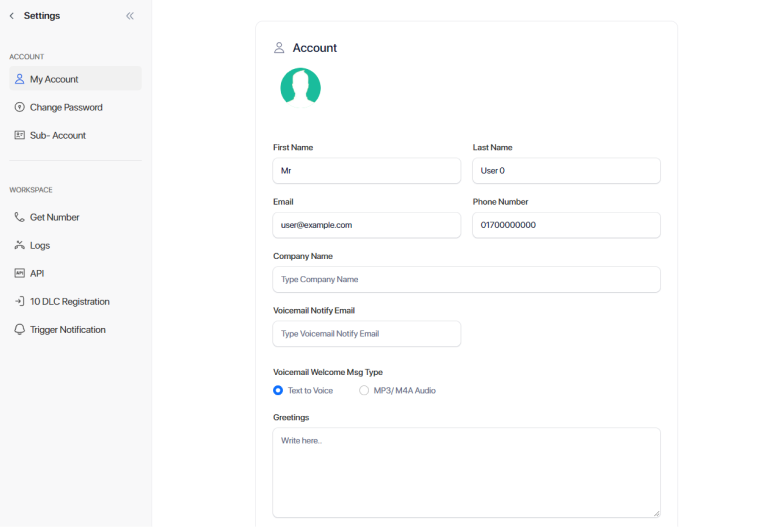 Settings
ACCOUNT
My Account
Change Password
Sub- Account
WORKSPACE
Get Number
Logs
API
API
10 DLC Registration
Trigger Notification
Account
First Name
Last Name
Mr
User 0
Email
Phone Number
user@example.com
01700000000
Company Name
Type Company Name
Voicemail Notify Email
Type Voicemail Notify Email
Voicemail Welcome Msg Type
Text to Voice
MP3/ M4A Audio
Greetings
Write here..